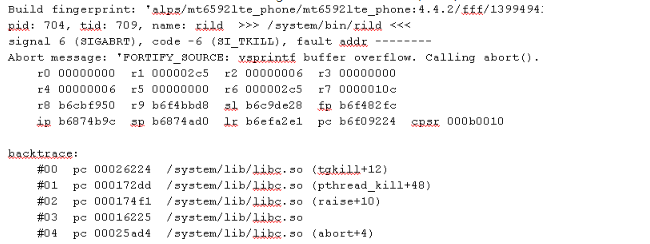 Build fingerprint: 'alps/mt6592lte_phone/mt6592lte_phone:4.4.2/fff/1399494:
pid: 704, tid: 709, name: rild >>> /system/bin/rild <<<
signal 6 (SIGABRT), code -6 (SI_TKILL), fault addr --------
Abort message: 'FORTIFY_SOURCE: vsprintf buffer overflow. Calling abort().
r0 00000000 r1 000002c5 r2 00000006 r3 00000000
r4 00000006 r5 00000000 r6 000002c5 r7 0000010c
r8 b6cbf950 r9 b6f4bbd8 sl b6c9de28 fp b6f482fc
ip b6874b9c sp b6874ad0 lr b6efa2e1 pc b6f09224 cpsr 000b0010
backtrace:
#00 pc 00026224 /system/lib/libc.so (tgkill+12)
#01 pc 000172dd /system/lib/libc.so (pthread_kill+48)
#02 pc 000174f1 /system/lib/libc.so (raise+10)
#03 pc 00016225 /system/lib/libc.so
#04 pc 00025ad4 /system/lib/libc.so (abort+4)